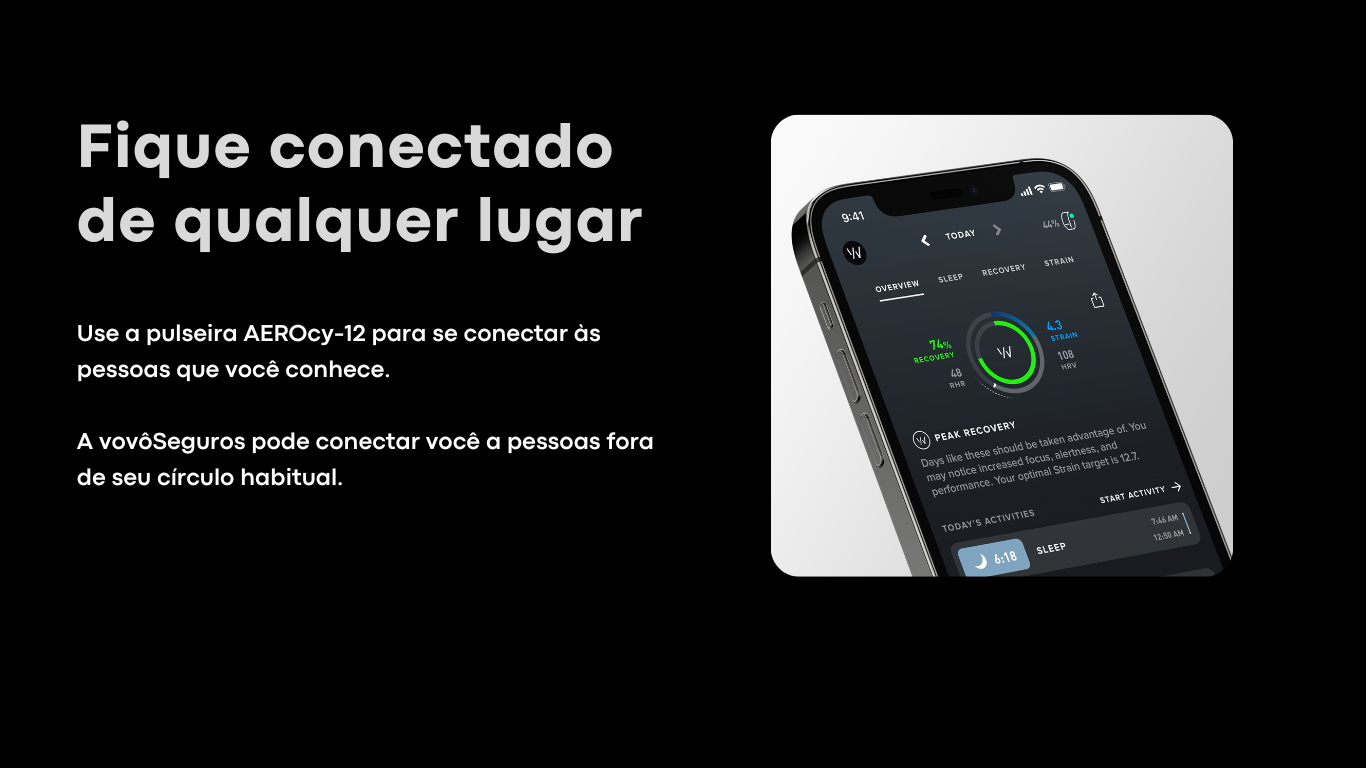 Fique conectado
de qualquer lugar
Use a pulseira AEROcy-12 para se conectar às
pessoas que você conhece.
A vovôSeguros pode conectar você a pessoas fora
de seu círculo habitual.
9:41
W
TODAY
44%
OVERVIEW
SLEEP
RECOVERY
STRAIN
74%
RECOVERY
4.3
STRAIN
W
48
RHR
108
HRV
W PEAK RECOVERY
Days like these should be taken advantage of. You
may notice increased focus, alertness, and
performance. Your optimal Strain target is 12.7.
START ACTIVITY →
TODAY'S ACTIVITIES
6:18
SLEEP
7:46 AM
12:50 AM